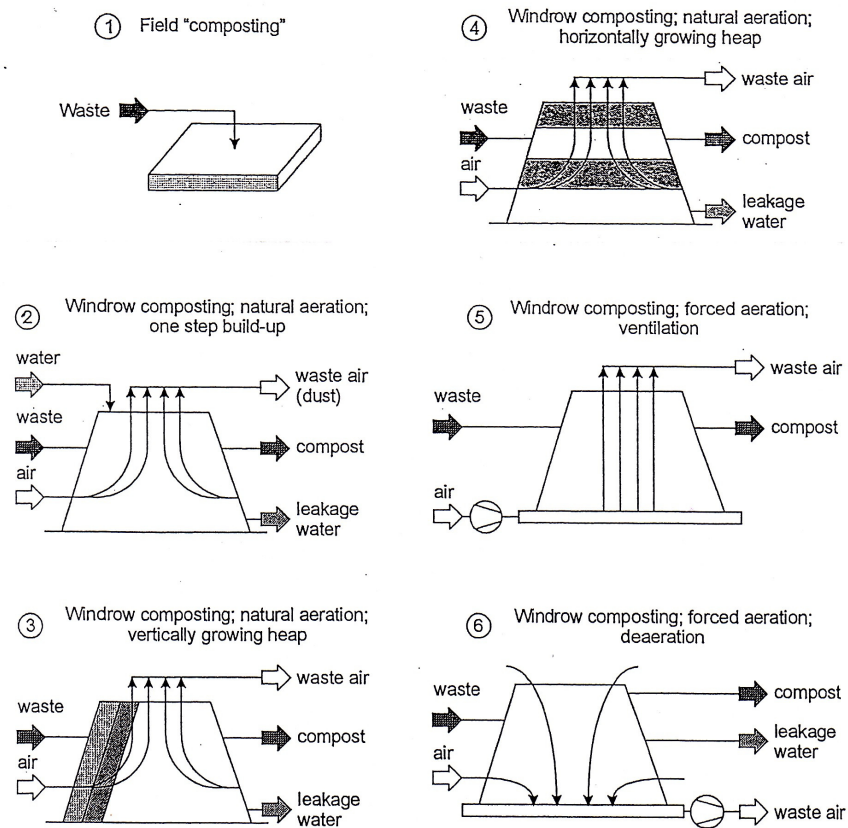 1 Field "composting"
Waste
2 Windrow composting; natural aeration;
one step build-up
water
waste air
(dust)
waste
compost
air
leakage
water
3 Windrow composting; natural aeration;
vertically growing heap
waste air
waste
compost
air
leakage
water
4 Windrow composting; natural aeration;
horizontally growing heap
waste air
waste
compost
air
leakage
water
5 Windrow composting; forced aeration;
ventilation
waste air
waste
compost
air
6 Windrow composting; forced aeration;
deaeration
waste
compost
leakage
water
air
waste air